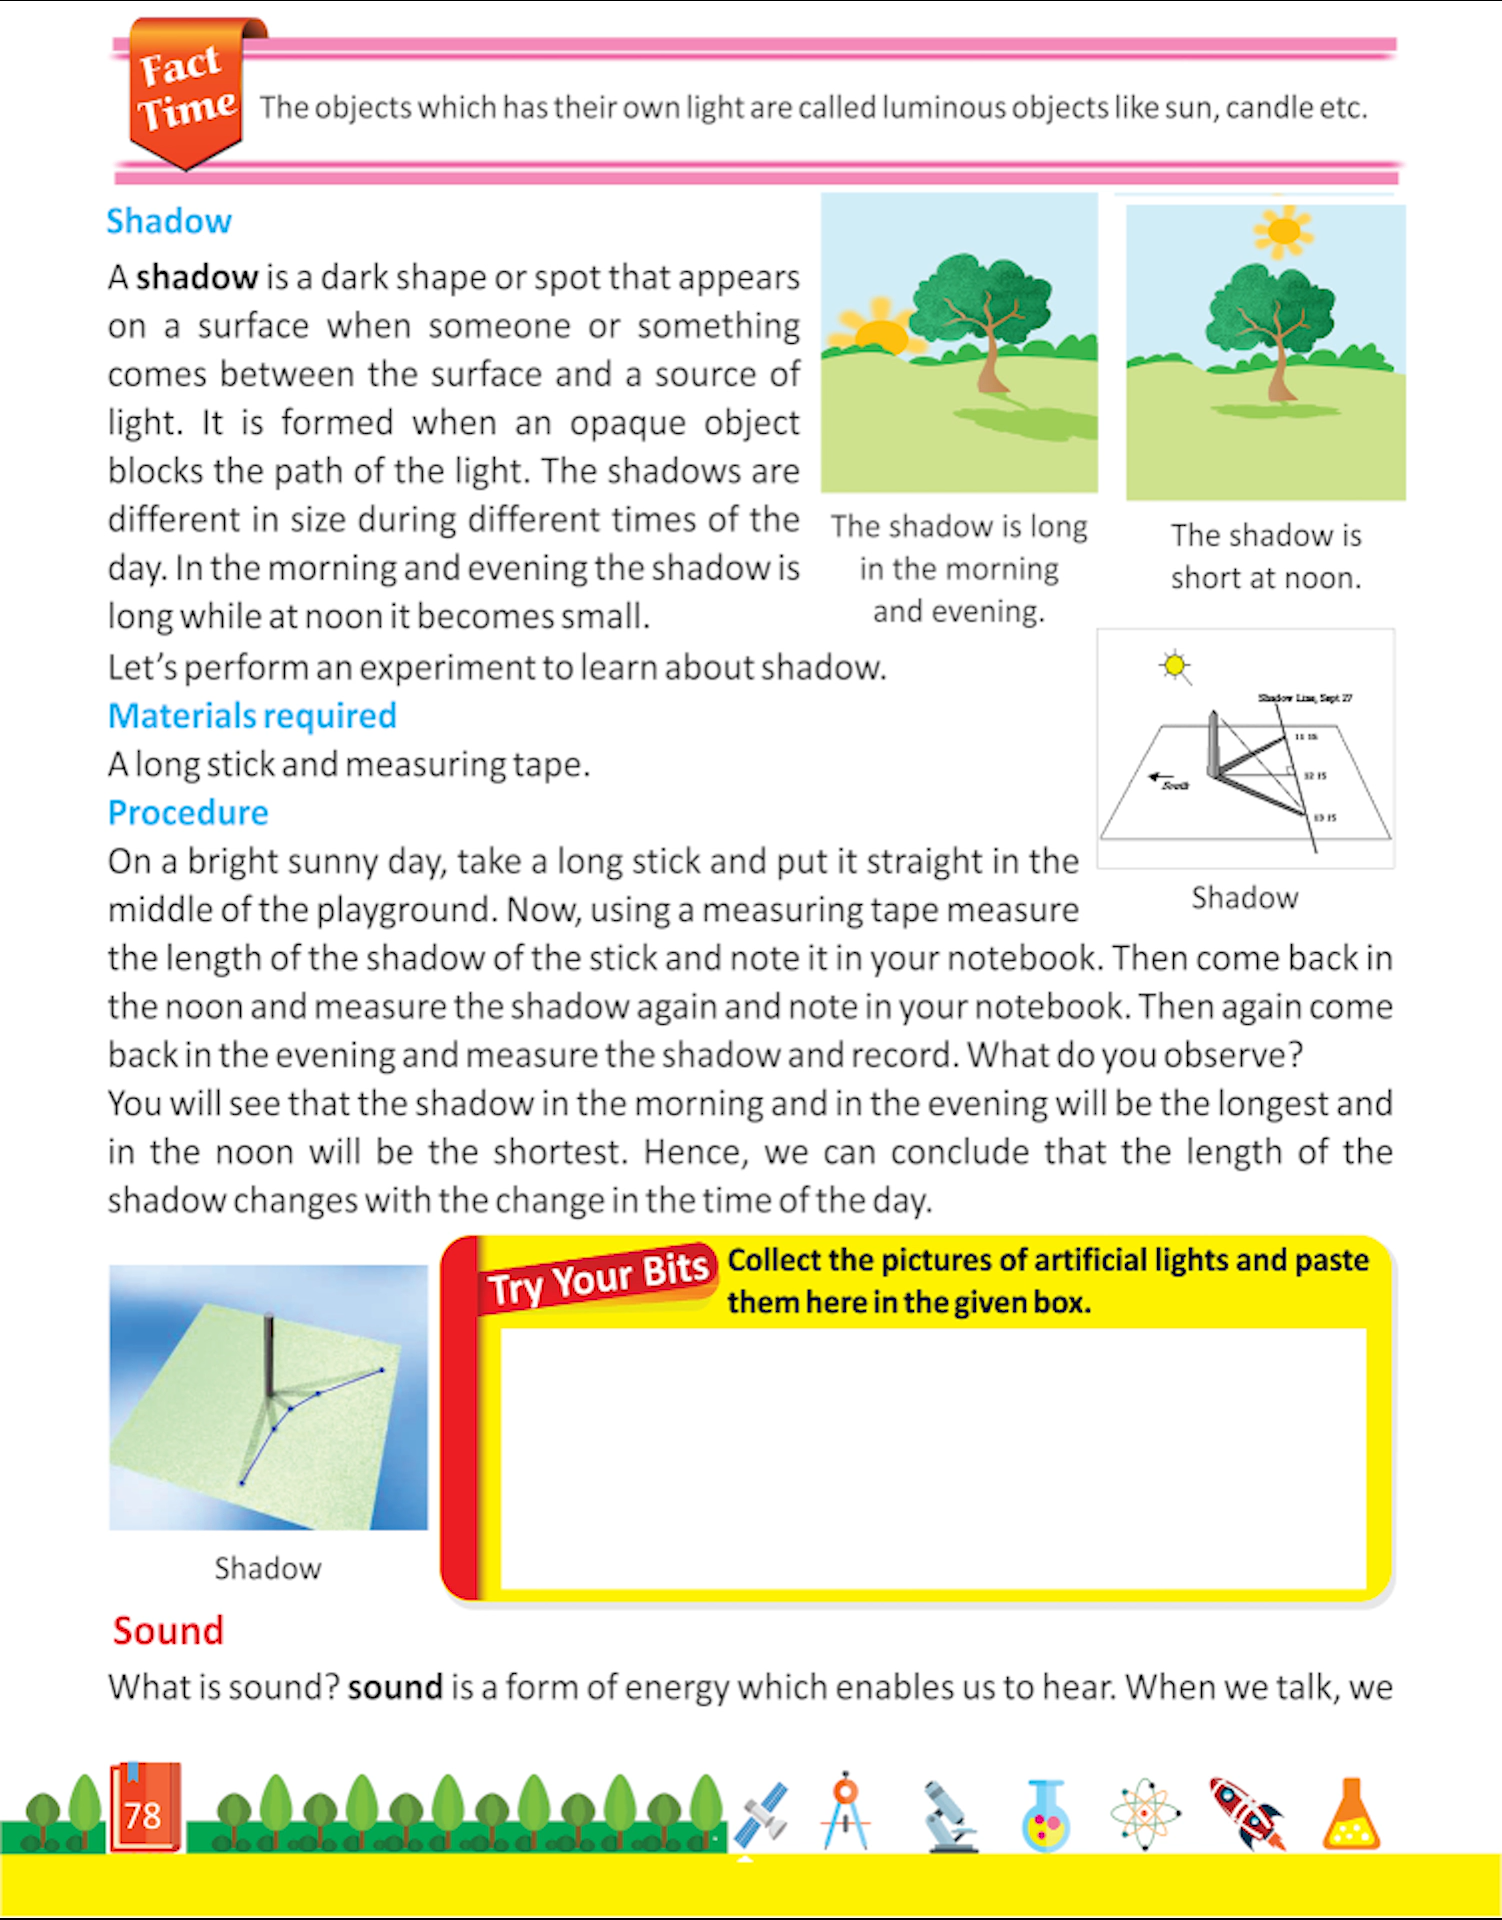 Fact
Time
The objects which has their own light are called luminous objects like sun, candle etc.
Shadow
A shadow is a dark shape or spot that appears
on a surface when someone or something
comes between the surface and a source of
light. It is formed when an opaque object
blocks the path of the light. The shadows are
different in size during different times of the
day. In the morning and evening the shadow is
long while at noon it becomes small.
The shadow is long
in the morning
and evening.
The shadow is
short at noon.
Let's perform an experiment to learn about shadow.
Materials required
A long stick and measuring tape.
Procedure
On a bright sunny day, take a long stick and put it straight in the
middle of the playground. Now, using a measuring tape measure
the length of the shadow of the stick and note it in your notebook. Then come back in
the noon and measure the shadow again and note in your notebook. Then again come
back in the evening and measure the shadow and record. What do you observe?
You will see that the shadow in the morning and in the evening will be the longest and
in the noon will be the shortest. Hence, we can conclude that the length of the
shadow changes with the change in the time of the day.
Shadow Line, Sept 27
12 15
13 15
South
Shadow
Try Your Bits
Collect the pictures of artificial lights and paste
them here in the given box.
Shadow
Sound
What is sound? sound is a form of energy which enables us to hear. When we talk, we
78